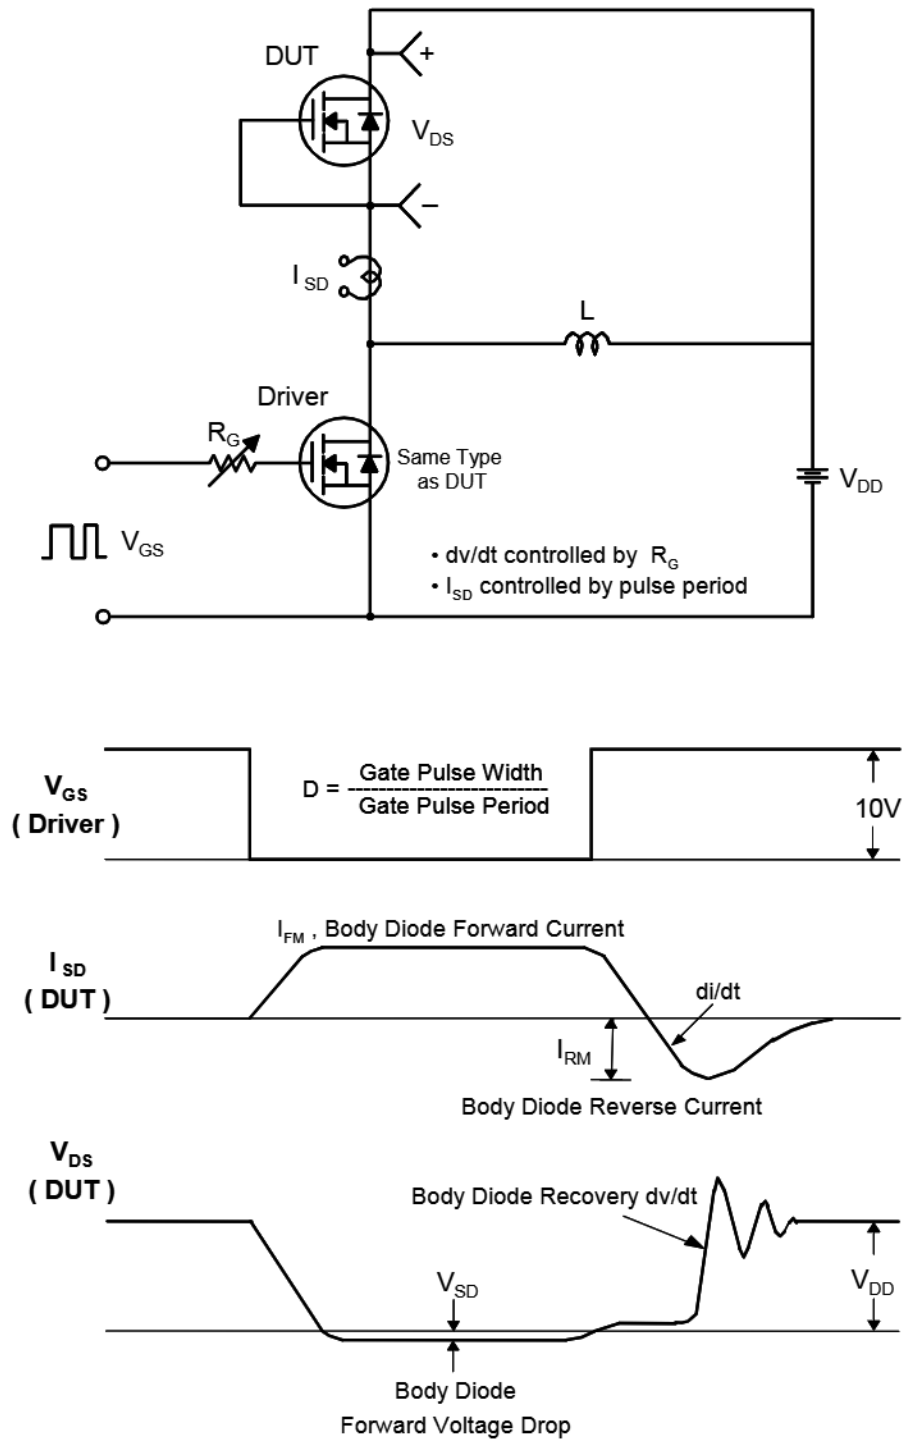 DUT
+
V_DS
–
I_SD
L
Driver
R_G
Same Type
as DUT
V_DD
V_GS
• dv/dt controlled by R_G
• I_SD controlled by pulse period
V_GS
( Driver )
D = Gate Pulse Width
--------------------------
Gate Pulse Period
10V
I_FM , Body Diode Forward Current
I_SD
( DUT )
di/dt
I_RM
Body Diode Reverse Current
V_DS
( DUT )
Body Diode Recovery dv/dt
V_SD
V_DD
Body Diode
Forward Voltage Drop